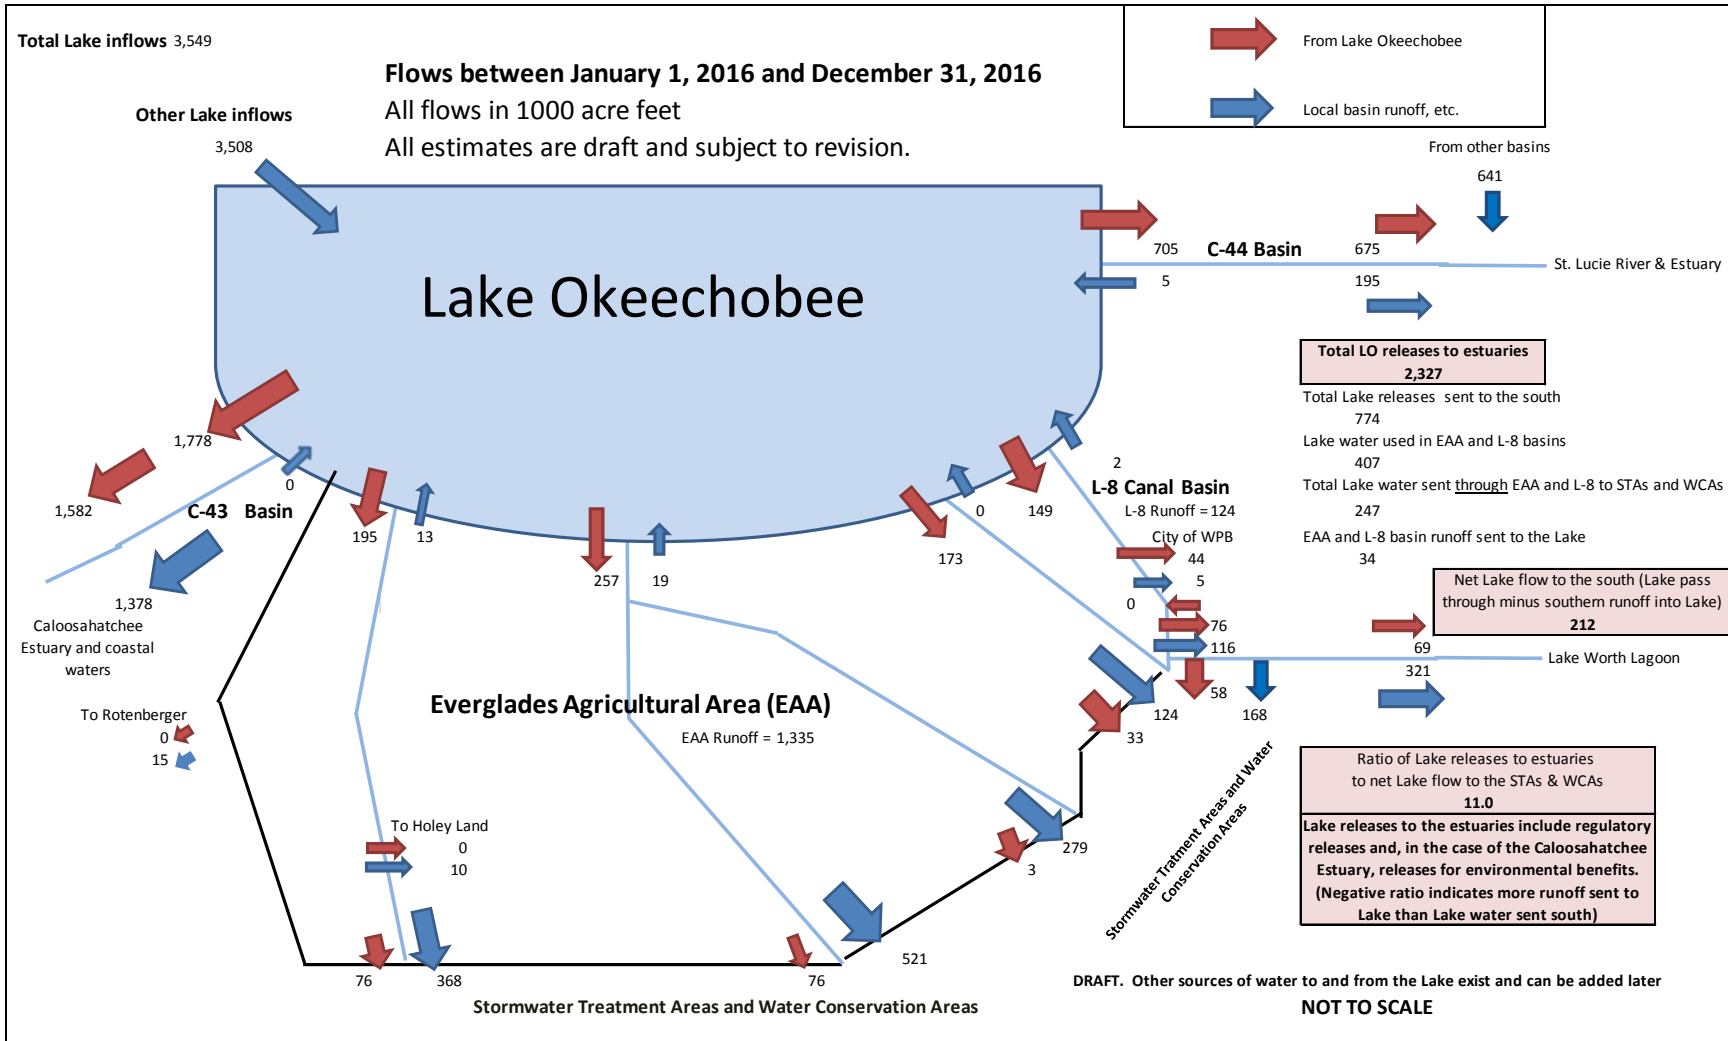 Total Lake inflows 3,549
From Lake Okeechobee
Flows between January 1, 2016 and December 31, 2016
All flows in 1000 acre feet
All estimates are draft and subject to revision.
Local basin runoff, etc.
Other Lake inflows
3,508
From other basins
641
Lake Okeechobee
705
C-44 Basin
675
5
195
St. Lucie River & Estuary
Total LO releases to estuaries
2,327
Total Lake releases sent to the south
774
Lake water used in EAA and L-8 basins
407
Total Lake water sent through EAA and L-8 to STAs and WCAs
247
EAA and L-8 basin runoff sent to the Lake
34
Net Lake flow to the south (Lake pass
through minus southern runoff into Lake)
212
1,778
0
1,582
C-43 Basin
1,378
Caloosahatchee
Estuary and coastal
waters
195
13
257
19
173
0
149
2
L-8 Canal Basin
L-8 Runoff = 124
City of WPB
44
5
0
76
116
69
321
Lake Worth Lagoon
58
168
124
33
To Rotenberger
0
15
Everglades Agricultural Area (EAA)
EAA Runoff = 1,335
To Holey Land
0
10
279
3
521
76
368
76
Stormwater Tratment Areas and Water
Conservation Areas
Ratio of Lake releases to estuaries
to net Lake flow to the STAs & WCAs
11.0
Lake releases to the estuaries include regulatory
releases and, in the case of the Caloosahatchee
Estuary, releases for environmental benefits.
(Negative ratio indicates more runoff sent to
Lake than Lake water sent south)
DRAFT. Other sources of water to and from the Lake exist and can be added later
Stormwater Treatment Areas and Water Conservation Areas
NOT TO SCALE